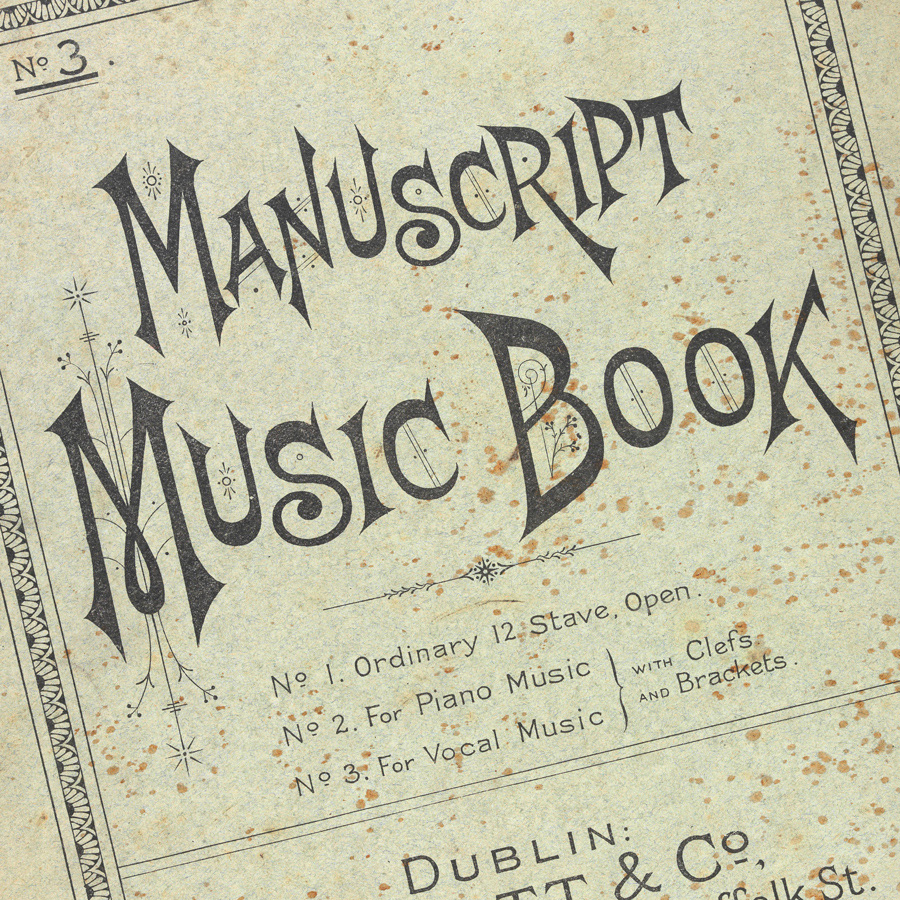 Nº 3.
MANUSCRIPT
MUSIC BOOK
Nº 1. Ordinary 12 Stave, Open.
Nº 2. For Piano Music
Nº 3. For Vocal Music
WITH Clefs
AND Brackets.
DUBLIN:
& Cº,
St.